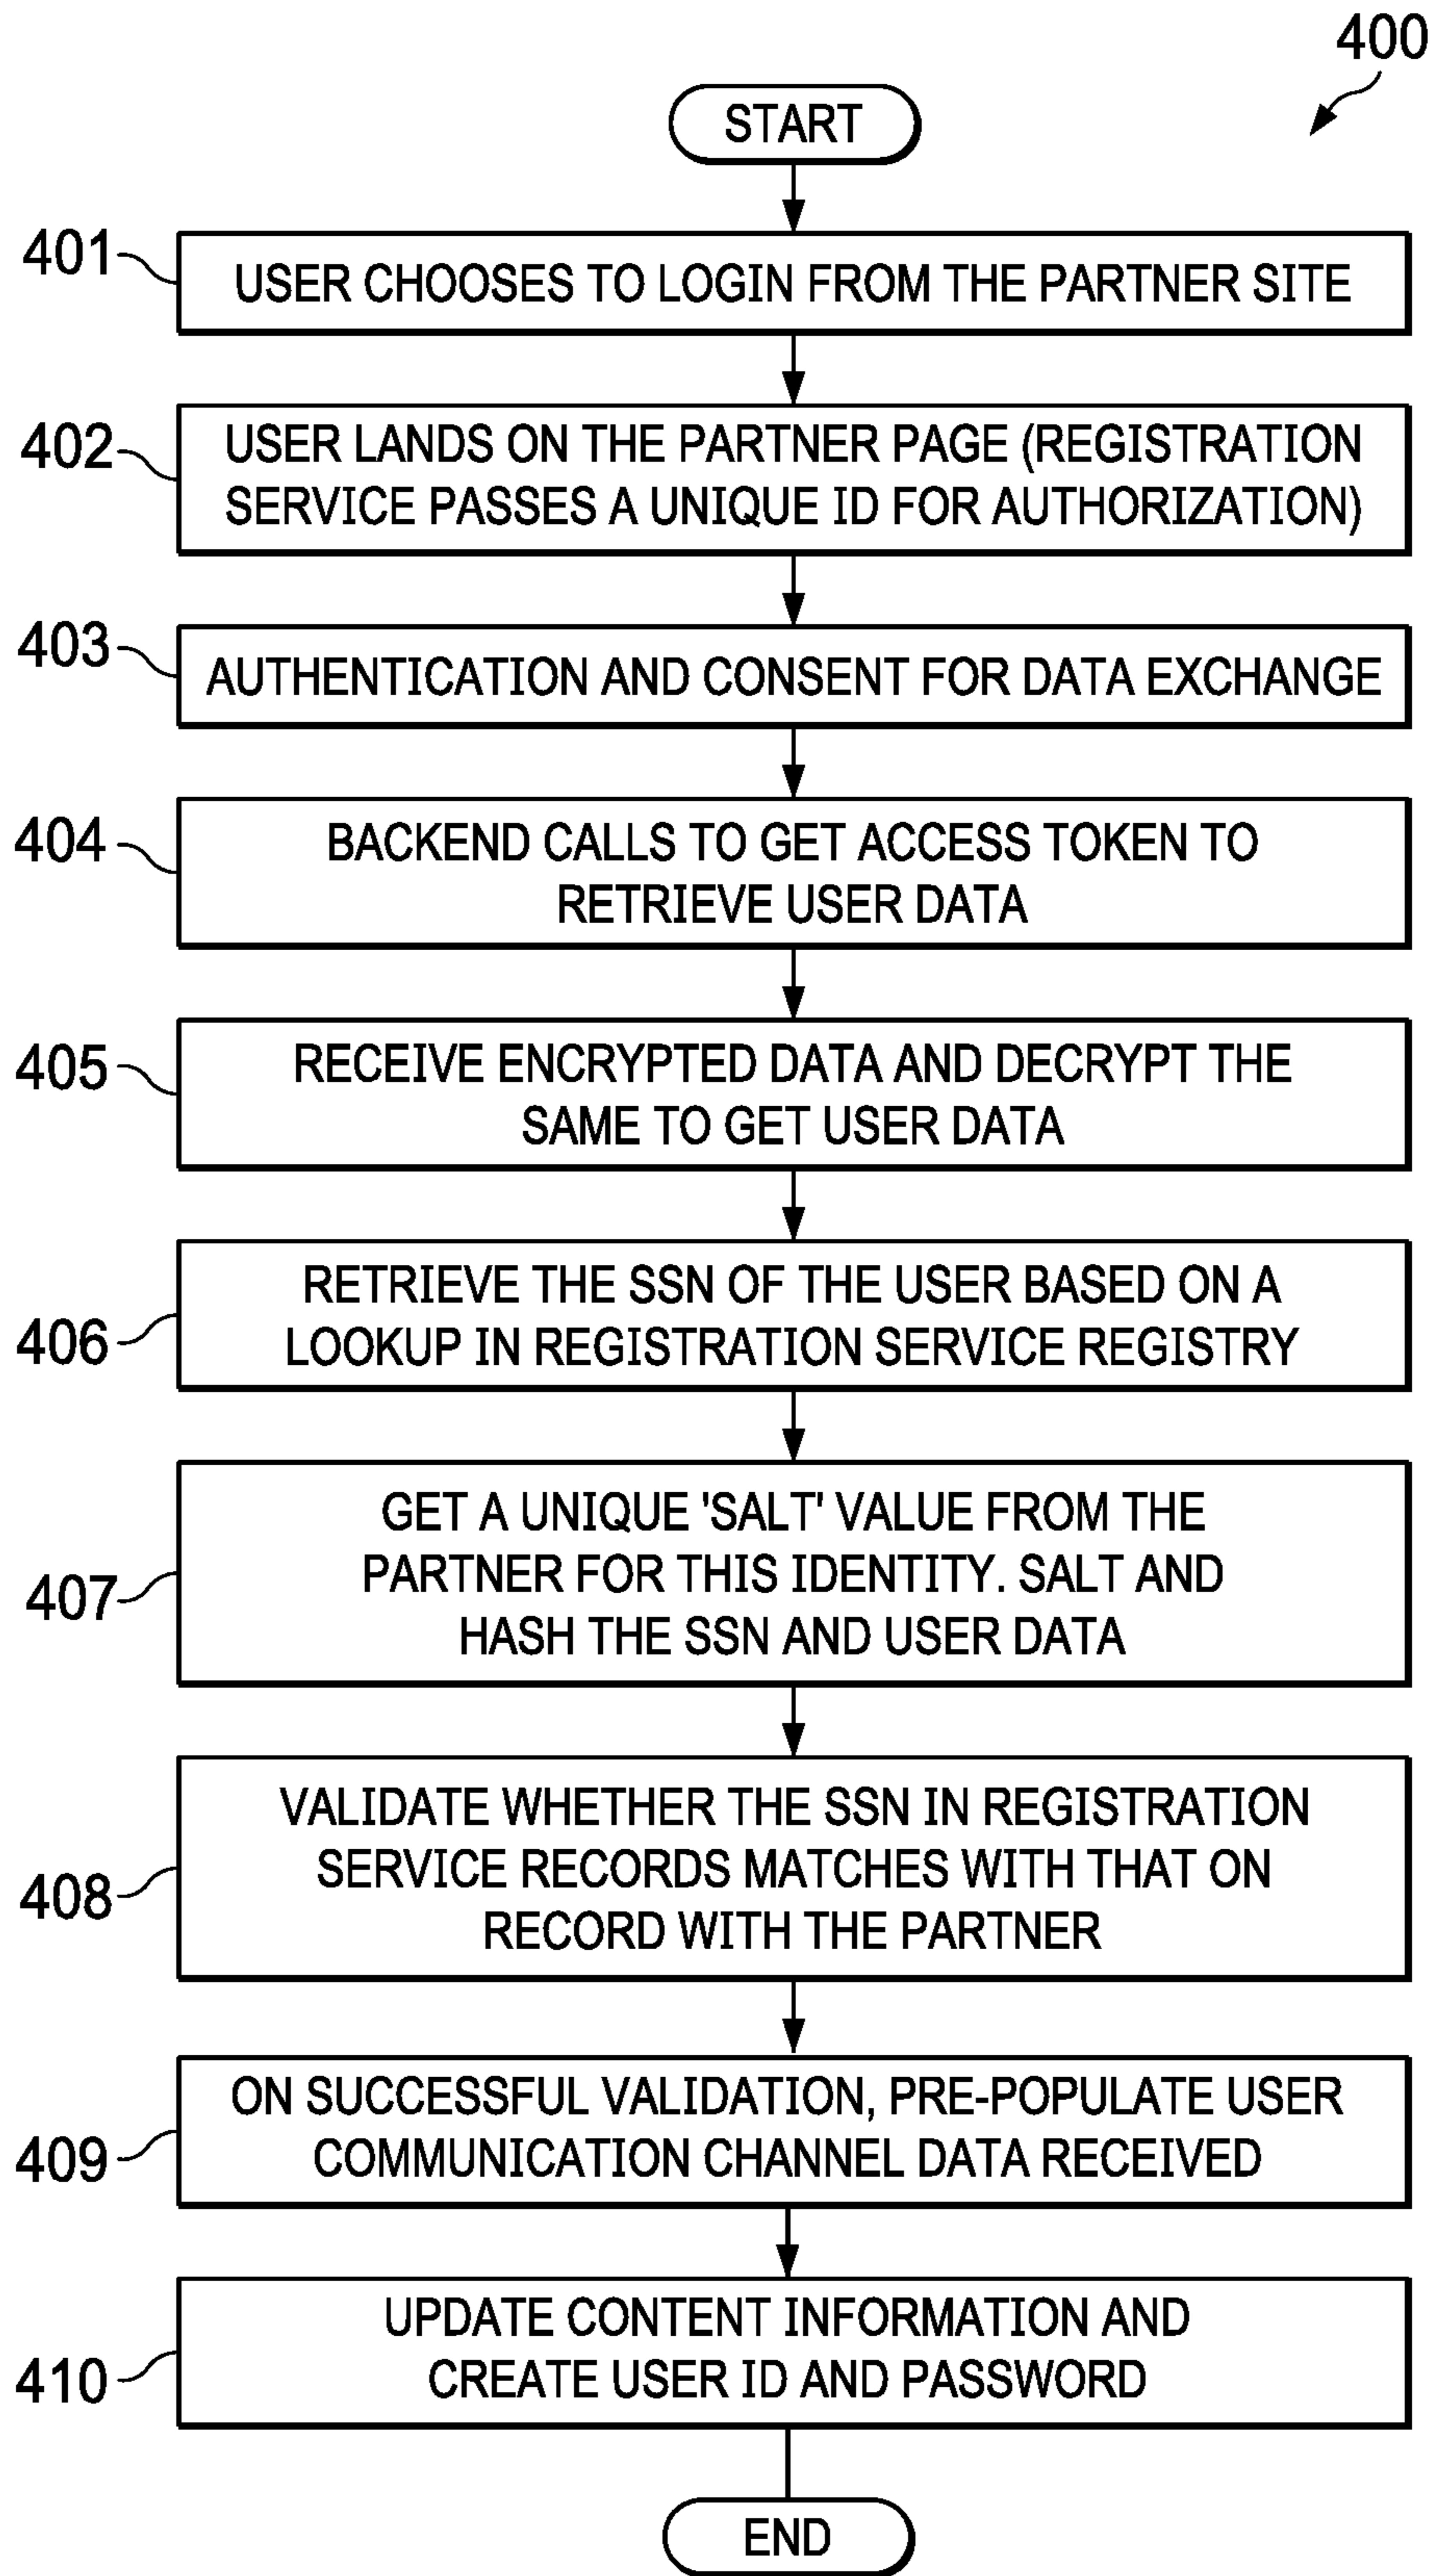 400
START
401
USER CHOOSES TO LOGIN FROM THE PARTNER SITE
402
USER LANDS ON THE PARTNER PAGE (REGISTRATION
SERVICE PASSES A UNIQUE ID FOR AUTHORIZATION)
403
AUTHENTICATION AND CONSENT FOR DATA EXCHANGE
404
BACKEND CALLS TO GET ACCESS TOKEN TO
RETRIEVE USER DATA
405
RECEIVE ENCRYPTED DATA AND DECRYPT THE
SAME TO GET USER DATA
406
RETRIEVE THE SSN OF THE USER BASED ON A
LOOKUP IN REGISTRATION SERVICE REGISTRY
407
GET A UNIQUE 'SALT' VALUE FROM THE
PARTNER FOR THIS IDENTITY. SALT AND
HASH THE SSN AND USER DATA
408
VALIDATE WHETHER THE SSN IN REGISTRATION
SERVICE RECORDS MATCHES WITH THAT ON
RECORD WITH THE PARTNER
409
ON SUCCESSFUL VALIDATION, PRE-POPULATE USER
COMMUNICATION CHANNEL DATA RECEIVED
410
UPDATE CONTENT INFORMATION AND
CREATE USER ID AND PASSWORD
END